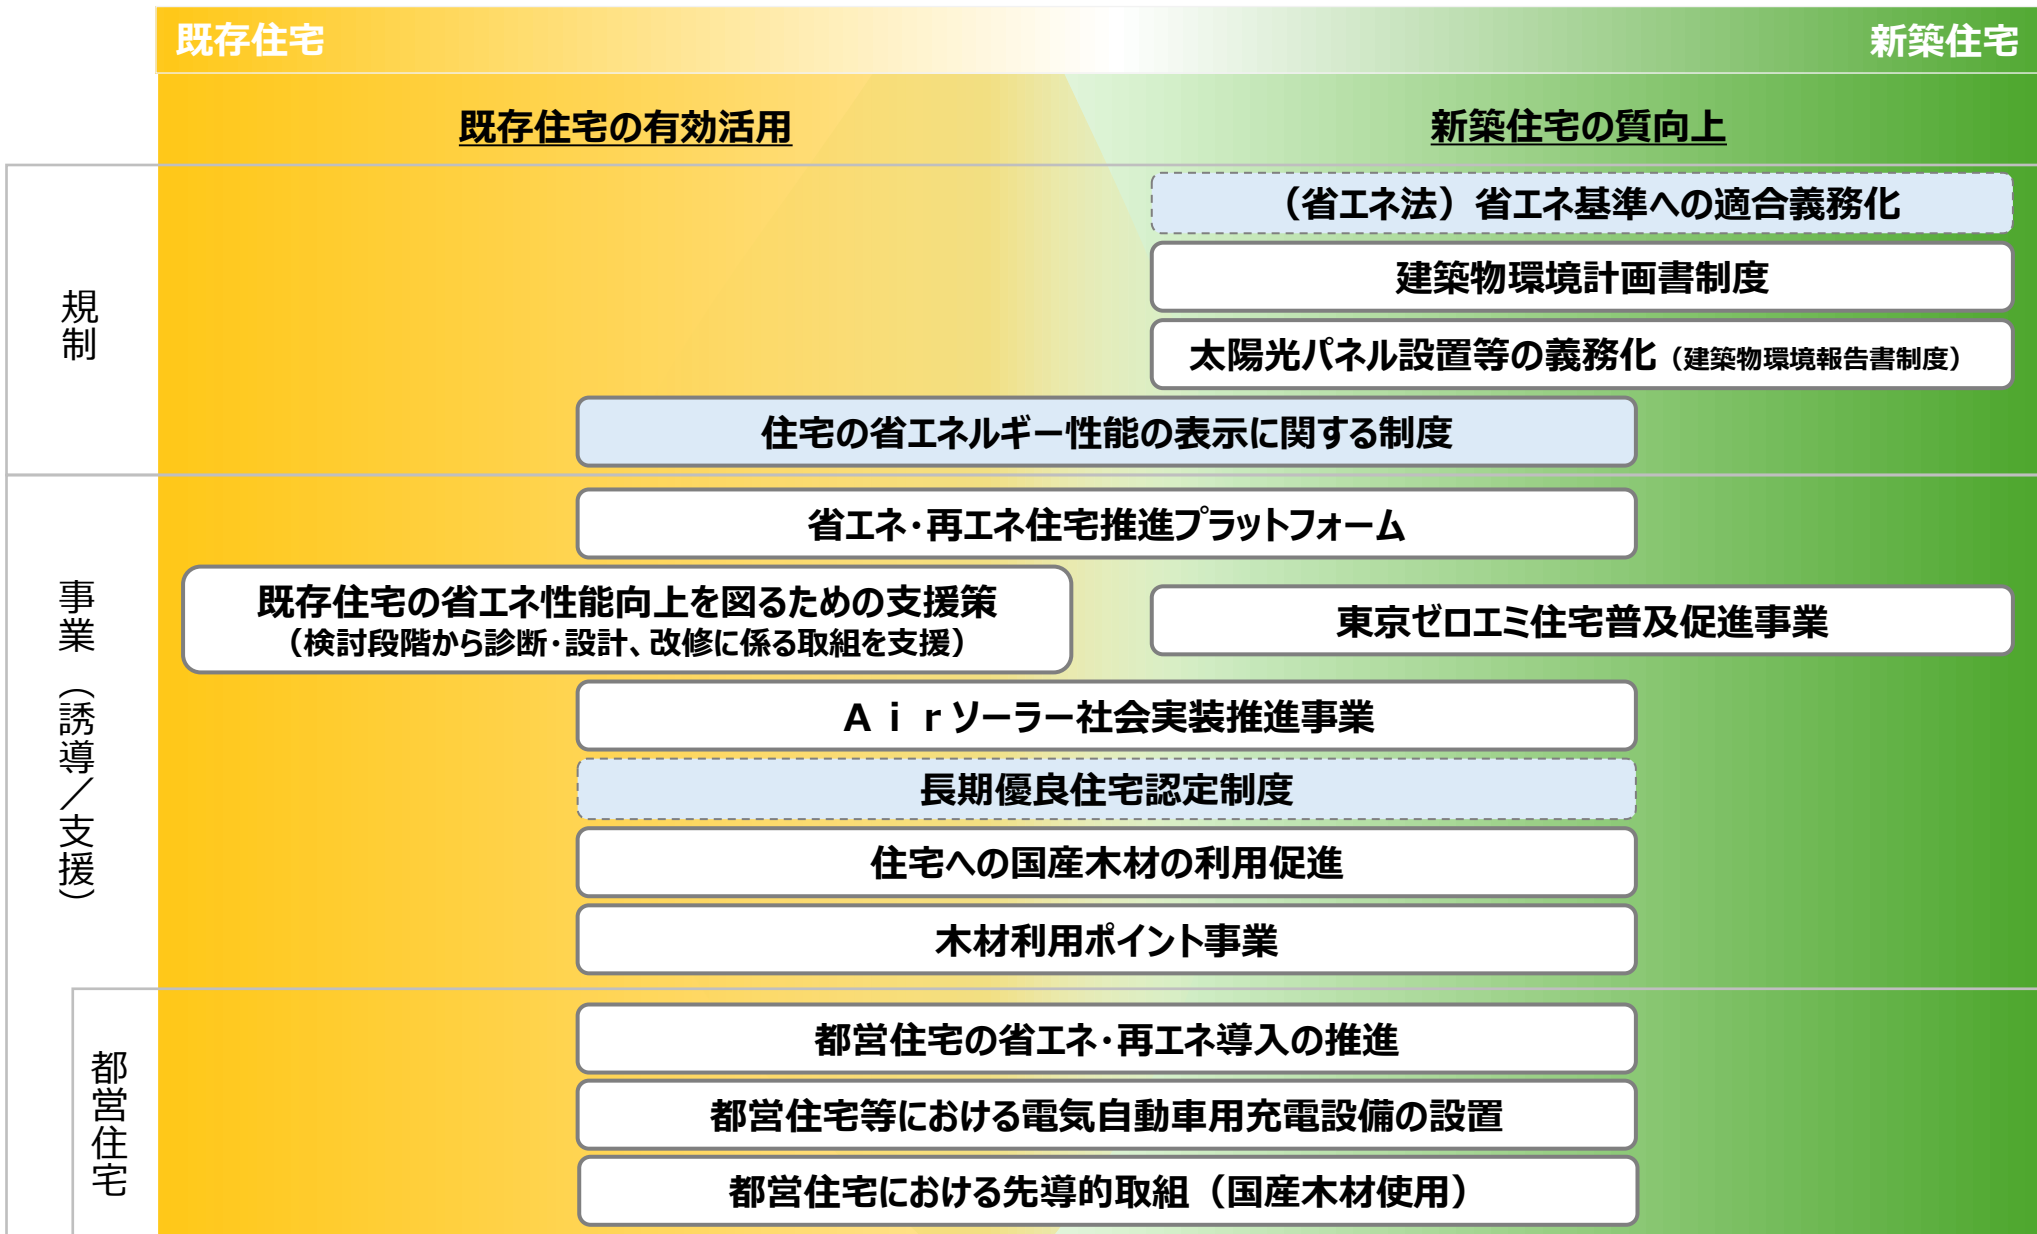 既存住宅
新築住宅
既存住宅の有効活用
新築住宅の質向上
規制
（省エネ法）省エネ基準への適合義務化
建築物環境計画書制度
太陽光パネル設置等の義務化（建築物環境報告書制度）
住宅の省エネルギー性能の表示に関する制度
事業（誘導／支援）
省エネ・再エネ住宅推進プラットフォーム
既存住宅の省エネ性能向上を図るための支援策
（検討段階から診断・設計、改修に係る取組を支援）
東京ゼロエミ住宅普及促進事業
Ａｉｒソーラー社会実装推進事業
長期優良住宅認定制度
住宅への国産木材の利用促進
木材利用ポイント事業
都営住宅
都営住宅の省エネ・再エネ導入の推進
都営住宅等における電気自動車用充電設備の設置
都営住宅における先導的取組（国産木材使用）